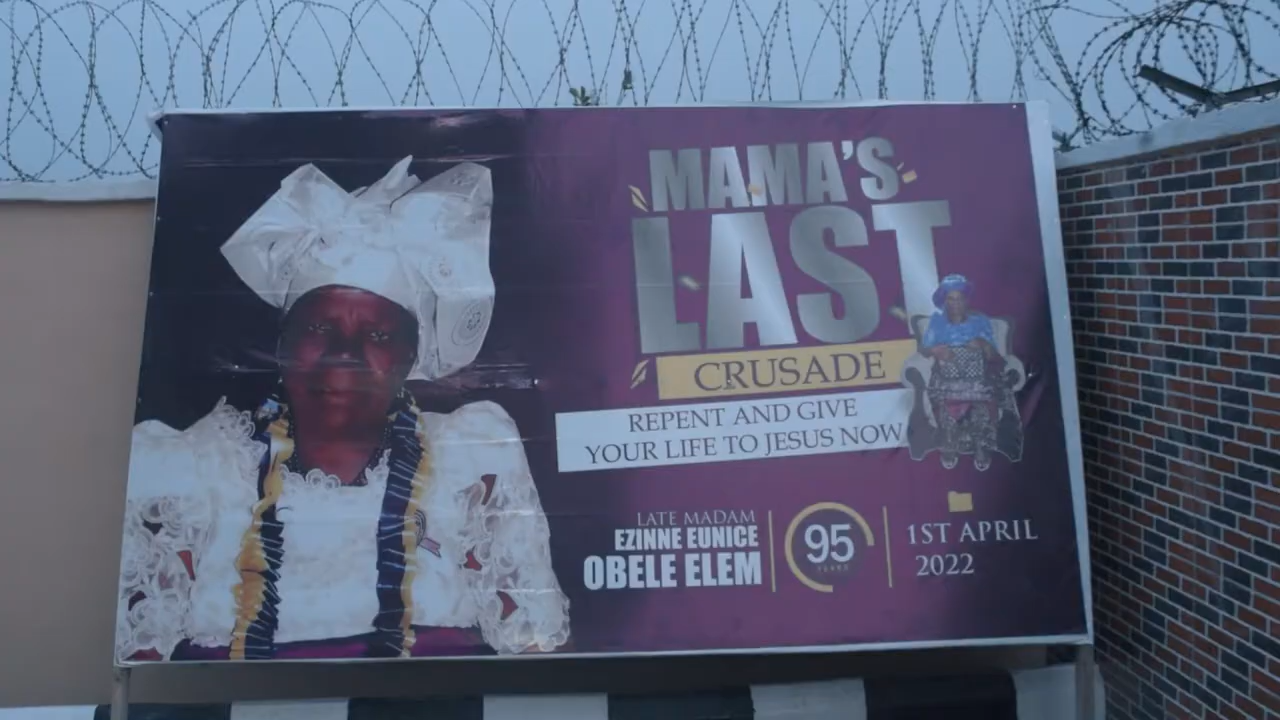 MAMA'S
LAST
CRUSADE
REPENT AND GIVE
YOUR LIFE TO JESUS NOW
LATE MADAM
EZINNE EUNICE
OBELE ELEM
95
YEARS
1ST APRIL
2022